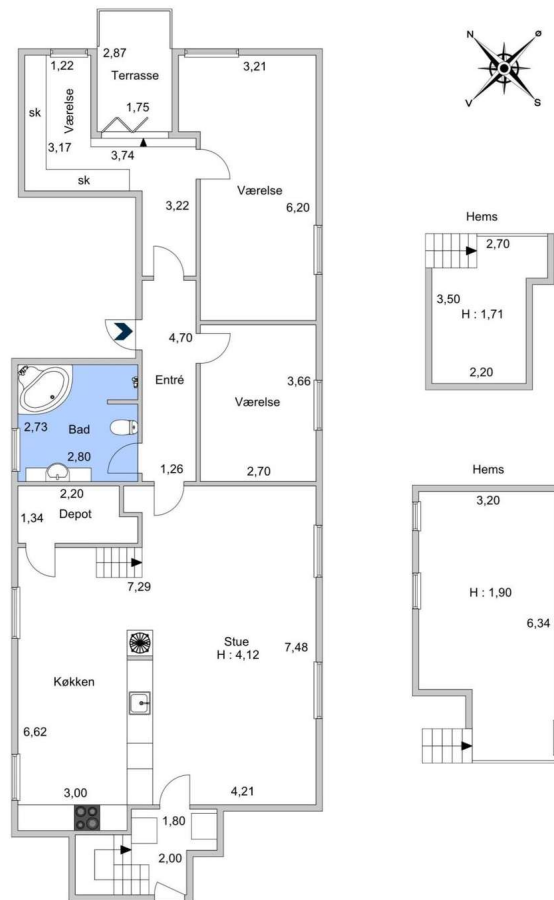 2,87
Terrasse
1,75
1,22
Værelse
sk
3,17
sk
3,74
3,22
3,21
Værelse
6,20
4,70
Entré
1,26
Værelse
3,66
2,70
2,73
Bad
2,80
2,20
1,34
Depot
7,29
Stue
H : 4,12
7,48
Køkken
6,62
3,00
4,21
1,80
2,00
N
Ø
V
S
Hems
2,70
3,50
H : 1,71
2,20
Hems
3,20
H : 1,90
6,34